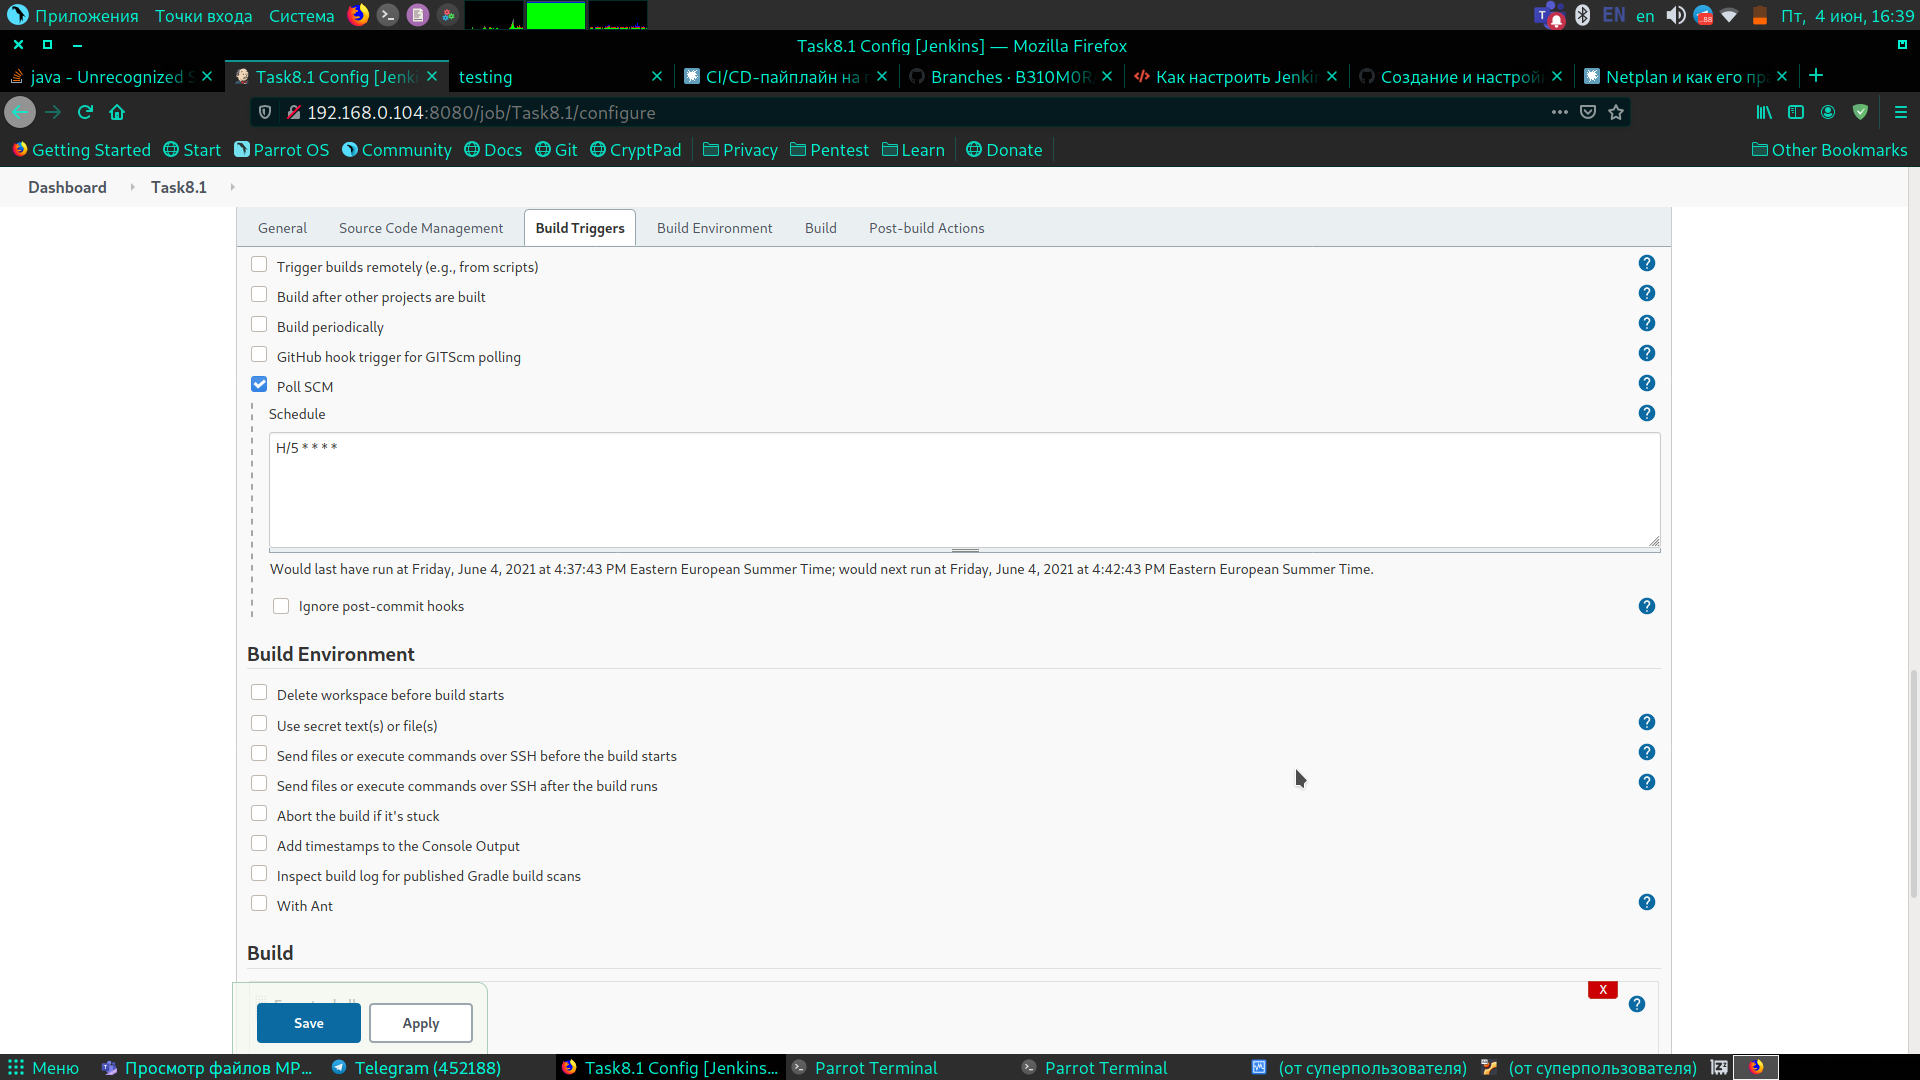 Приложения Точки входа Система EN en Пт, 4 июн, 16:39
Task8.1 Config [Jenkins] — Mozilla Firefox
java - Unrecognized S Task8.1 Config [Jenki testing CI/CD-пайплайн на Branches · B310M0R Как настроить Jenki Создание и настрой Netplan и как его пр
192.168.0.104:8080/job/Task8.1/configure
Getting Started Start Parrot OS Community Docs Git CryptPad Privacy Pentest Learn Donate Other Bookmarks
Dashboard Task8.1
General Source Code Management Build Triggers Build Environment Build Post-build Actions
Trigger builds remotely (e.g., from scripts)
Build after other projects are built
Build periodically
GitHub hook trigger for GITScm polling
Poll SCM
Schedule
H/5 * * * *
Would last have run at Friday, June 4, 2021 at 4:37:43 PM Eastern European Summer Time; would next run at Friday, June 4, 2021 at 4:42:43 PM Eastern European Summer Time.
Ignore post-commit hooks
Build Environment
Delete workspace before build starts
Use secret text(s) or file(s)
Send files or execute commands over SSH before the build starts
Send files or execute commands over SSH after the build runs
Abort the build if it's stuck
Add timestamps to the Console Output
Inspect build log for published Gradle build scans
With Ant
Build
X
Save Apply
Меню Просмотр файлов MP... Telegram (452188) Task8.1 Config [Jenkins... Parrot Terminal Parrot Terminal (от суперпользователя) (от суперпользователя)